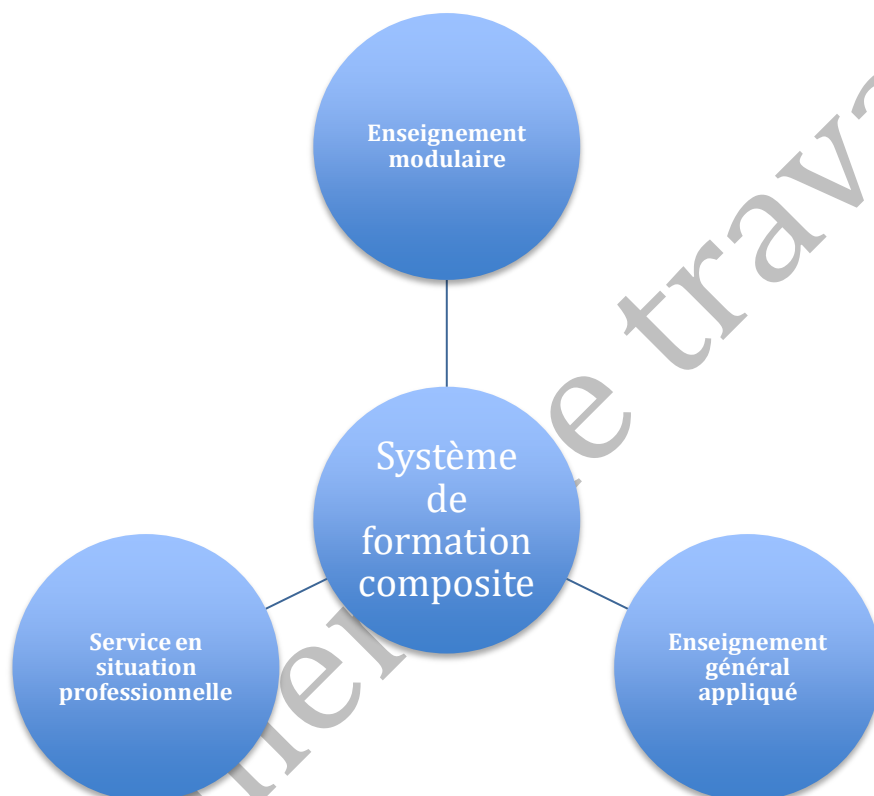 Enseignement
modulaire
Système
de
formation
composite
Service en
situation
professionnelle
Enseignement
général
appliqué